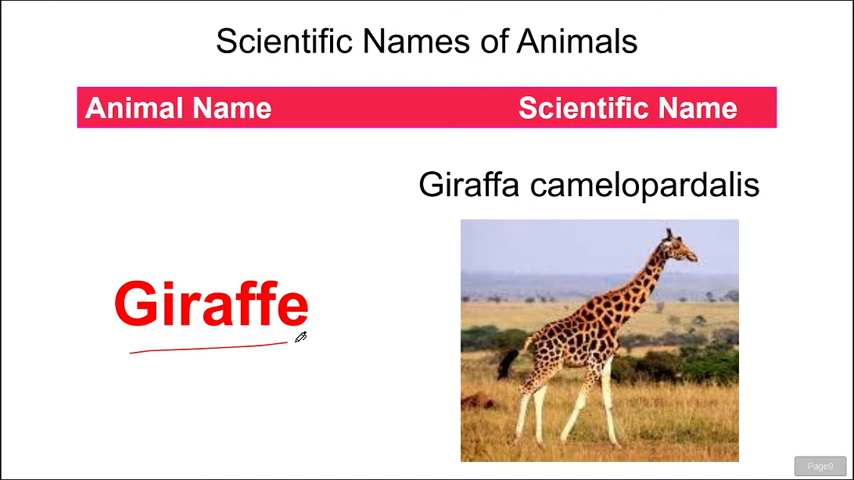 Scientific Names of Animals
Animal Name Scientific Name
Giraffa camelopardalis
Giraffe
Page9